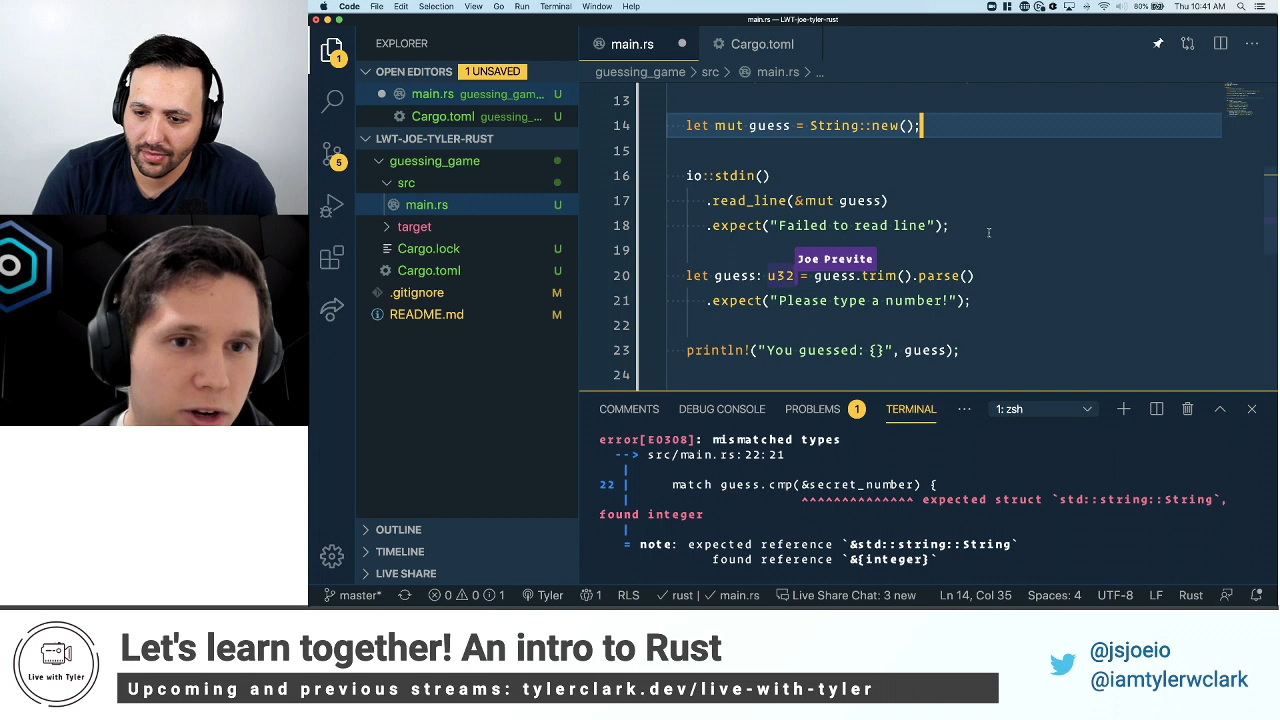 Code File Edit Selection View Go Run Terminal Window Help 80% Thu 10:41 AM
main.rs — LWT-joe-tyler-rust
EXPLORER
OPEN EDITORS 1 UNSAVED
main.rs guessing_gam... U
Cargo.toml guessing_... U
LWT-JOE-TYLER-RUST
guessing_game
src
main.rs U
target
Cargo.lock U
Cargo.toml U
.gitignore M
README.md M
OUTLINE
TIMELINE
LIVE SHARE
1
5
main.rs Cargo.toml
guessing_game > src > main.rs > ...
13
14 let mut guess = String::new();
15
16 io::stdin()
17 .read_line(&mut guess)
18 .expect("Failed to read line");
19
Joe Previte
20 let guess: u32 = guess.trim().parse()
21 .expect("Please type a number!");
22
23 println!("You guessed: {}", guess);
24
COMMENTS DEBUG CONSOLE PROBLEMS 1 TERMINAL ... 1: zsh
error[E0308]: mismatched types
--> src/main.rs:22:21
|
22 | match guess.cmp(&secret_number) {
| ^^^^^^^^^^^^^^ expected struct `std::string::String`,
found integer
|
= note: expected reference `&std::string::String`
found reference `&{integer}`
master* 0 0 1 Tyler 1 RLS rust | main.rs Live Share Chat: 3 new Ln 14, Col 35 Spaces: 4 UTF-8 LF Rust
Live with Tyler
Let's learn together! An intro to Rust
Upcoming and previous streams: tylerclark.dev/live-with-tyler
@jsjoeio
@iamtylerwclark